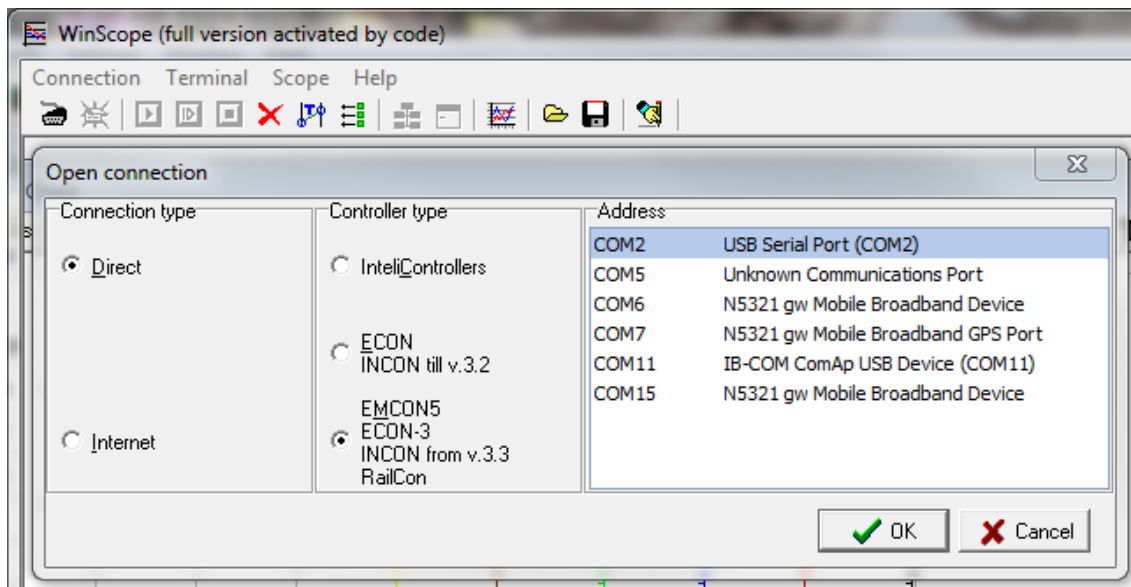 WinScope (full version activated by code)
Connection Terminal Scope Help
Open connection
Connection type
Direct
Internet
Controller type
InteliControllers
ECON
INCON till v.3.2
EMCON5
ECON-3
INCON from v.3.3
RailCon
Address
COM2 USB Serial Port (COM2)
COM5 Unknown Communications Port
COM6 N5321 gw Mobile Broadband Device
COM7 N5321 gw Mobile Broadband GPS Port
COM11 IB-COM ComAp USB Device (COM11)
COM15 N5321 gw Mobile Broadband Device
OK Cancel